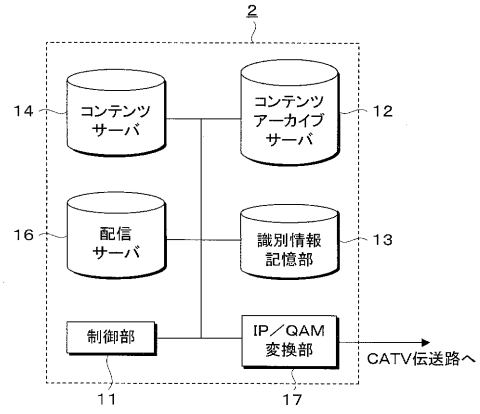 2
14
コンテンツ
サーバ
コンテンツ
アーカイブ
サーバ
12
16
配信
サーバ
識別情報
記憶部
13
制御部
IP／QAM
変換部
CATV伝送路へ
11
17